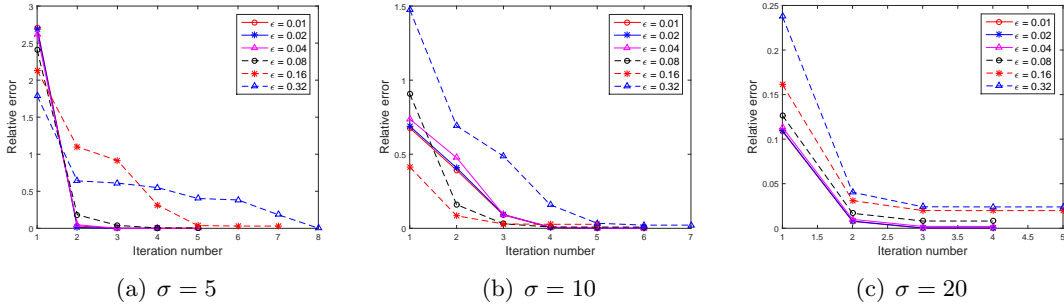 3
2.5
2
1.5
1
0.5
0
Relative error
1 2 3 4 5 6 7 8
Iteration number
ϵ = 0.01
ϵ = 0.02
ϵ = 0.04
ϵ = 0.08
ϵ = 0.16
ϵ = 0.32
(a) σ = 5
1.5
1
0.5
0
Relative error
1 2 3 4 5 6 7
Iteration number
ϵ = 0.01
ϵ = 0.02
ϵ = 0.04
ϵ = 0.08
ϵ = 0.16
ϵ = 0.32
(b) σ = 10
0.25
0.2
0.15
0.1
0.05
0
Relative error
1 1.5 2 2.5 3 3.5 4 4.5 5
Iteration number
ϵ = 0.01
ϵ = 0.02
ϵ = 0.04
ϵ = 0.08
ϵ = 0.16
ϵ = 0.32
(c) σ = 20